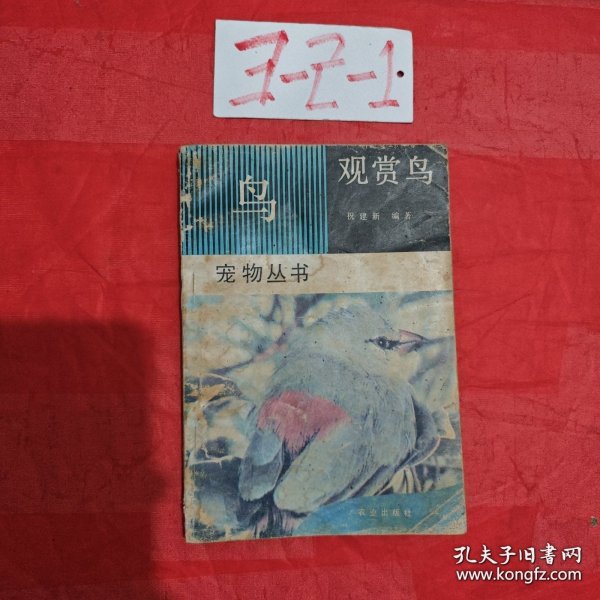 3-2-1
观赏鸟
鸟
倪建新 编著
宠物丛书
农业出版社
孔夫子旧书网
www.kongfz.com